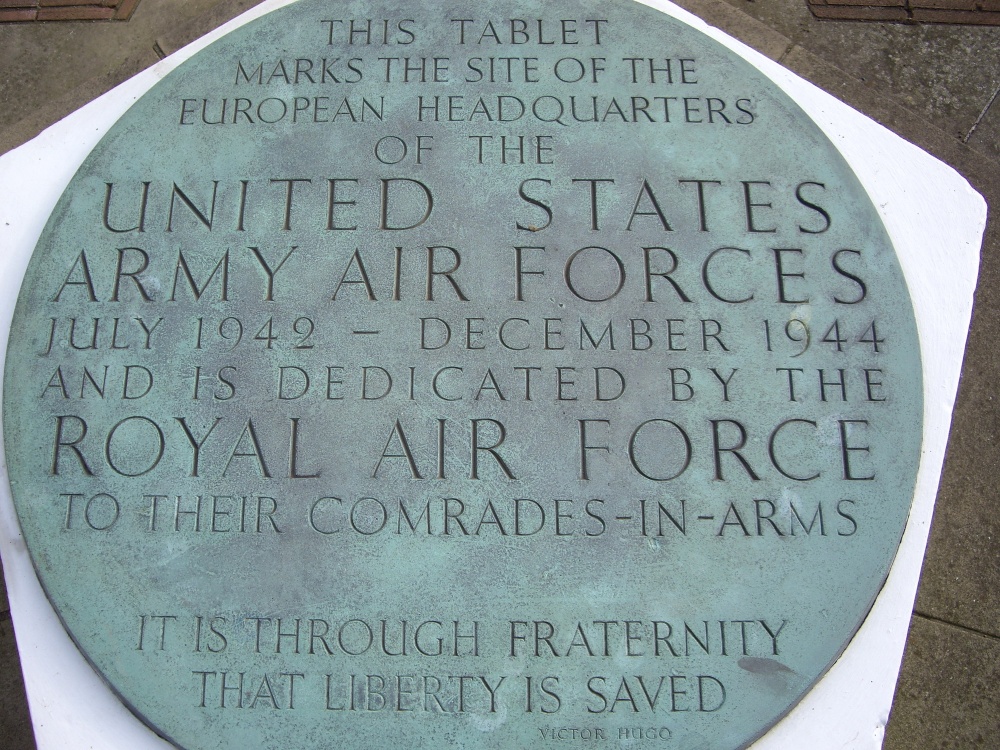 THIS TABLET
MARKS THE SITE OF THE
EUROPEAN HEADQUARTERS
OF THE
UNITED STATES
ARMY AIR FORCES
JULY 1942 - DECEMBER 1944
AND IS DEDICATED BY THE
ROYAL AIR FORCE
TO THEIR COMRADES-IN-ARMS
IT IS THROUGH FRATERNITY
THAT LIBERTY IS SAVED
VICTOR HUGO